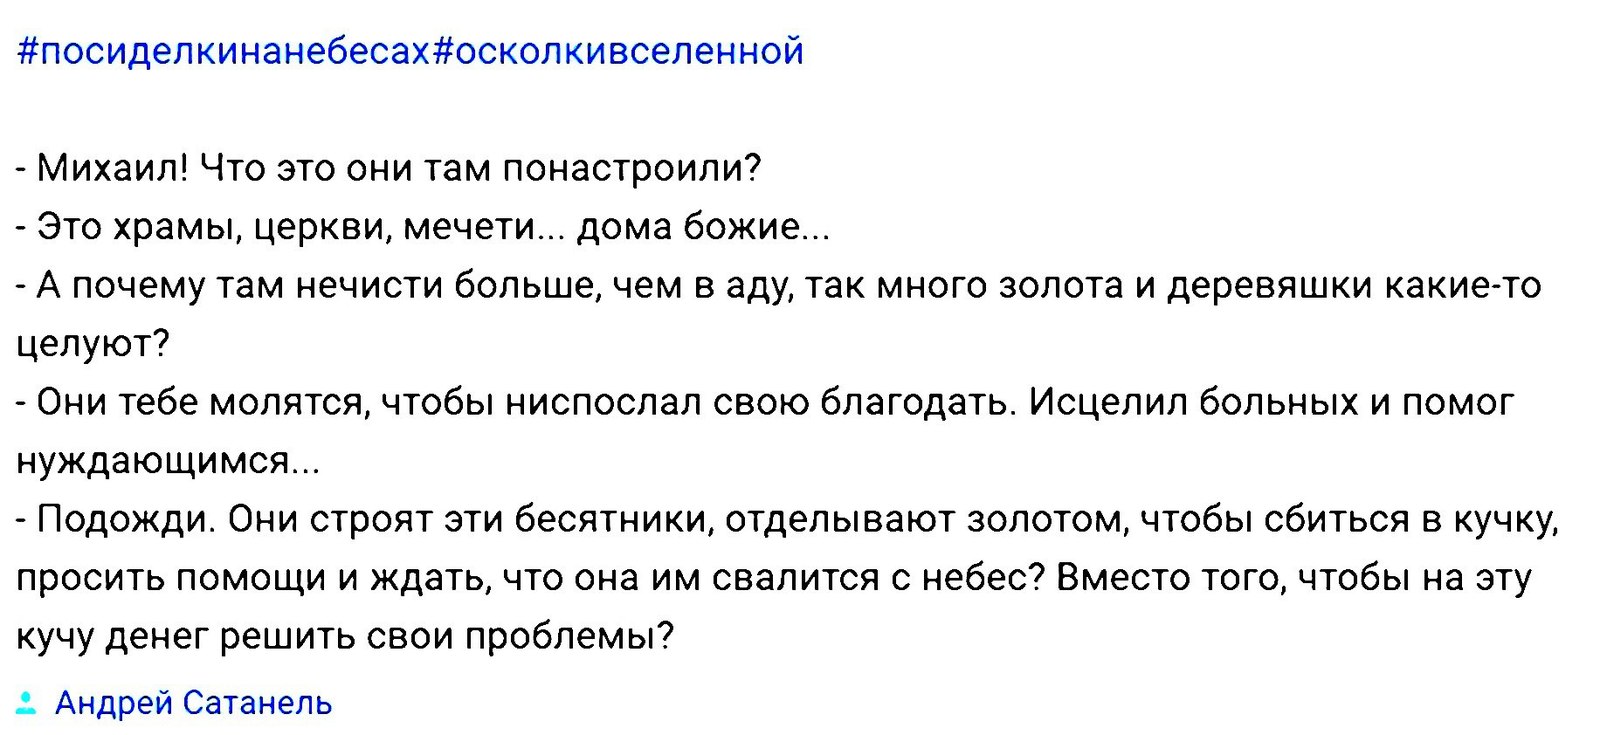 #посиделкинанебесах#осколкивселенной
- Михаил! Что это они там понастроили?
- Это храмы, церкви, мечети... дома божие...
- А почему там нечисти больше, чем в аду, так много золота и деревяшки какие-то
целуют?
- Они тебе молятся, чтобы ниспослал свою благодать. Исцелил больных и помог
нуждающимся...
- Подожди. Они строят эти бесятники, отделывают золотом, чтобы сбиться в кучку,
просить помощи и ждать, что она им свалится с небес? Вместо того, чтобы на эту
кучу денег решить свои проблемы?
Андрей Сатанель